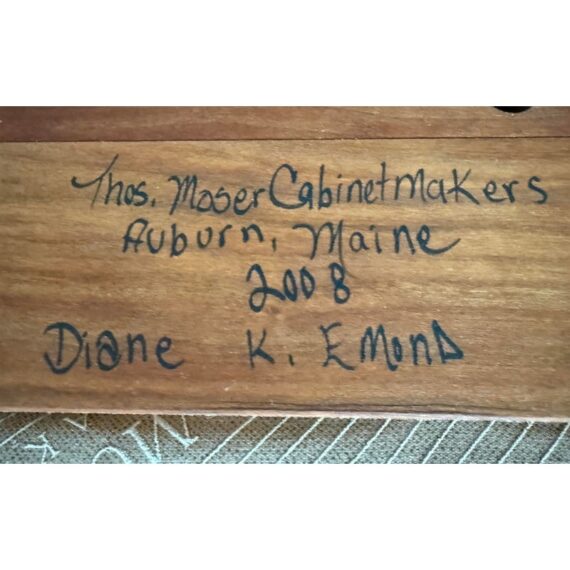 Thos. Moser Cabinetmakers
Auburn, Maine
2008
Diane K. Emond